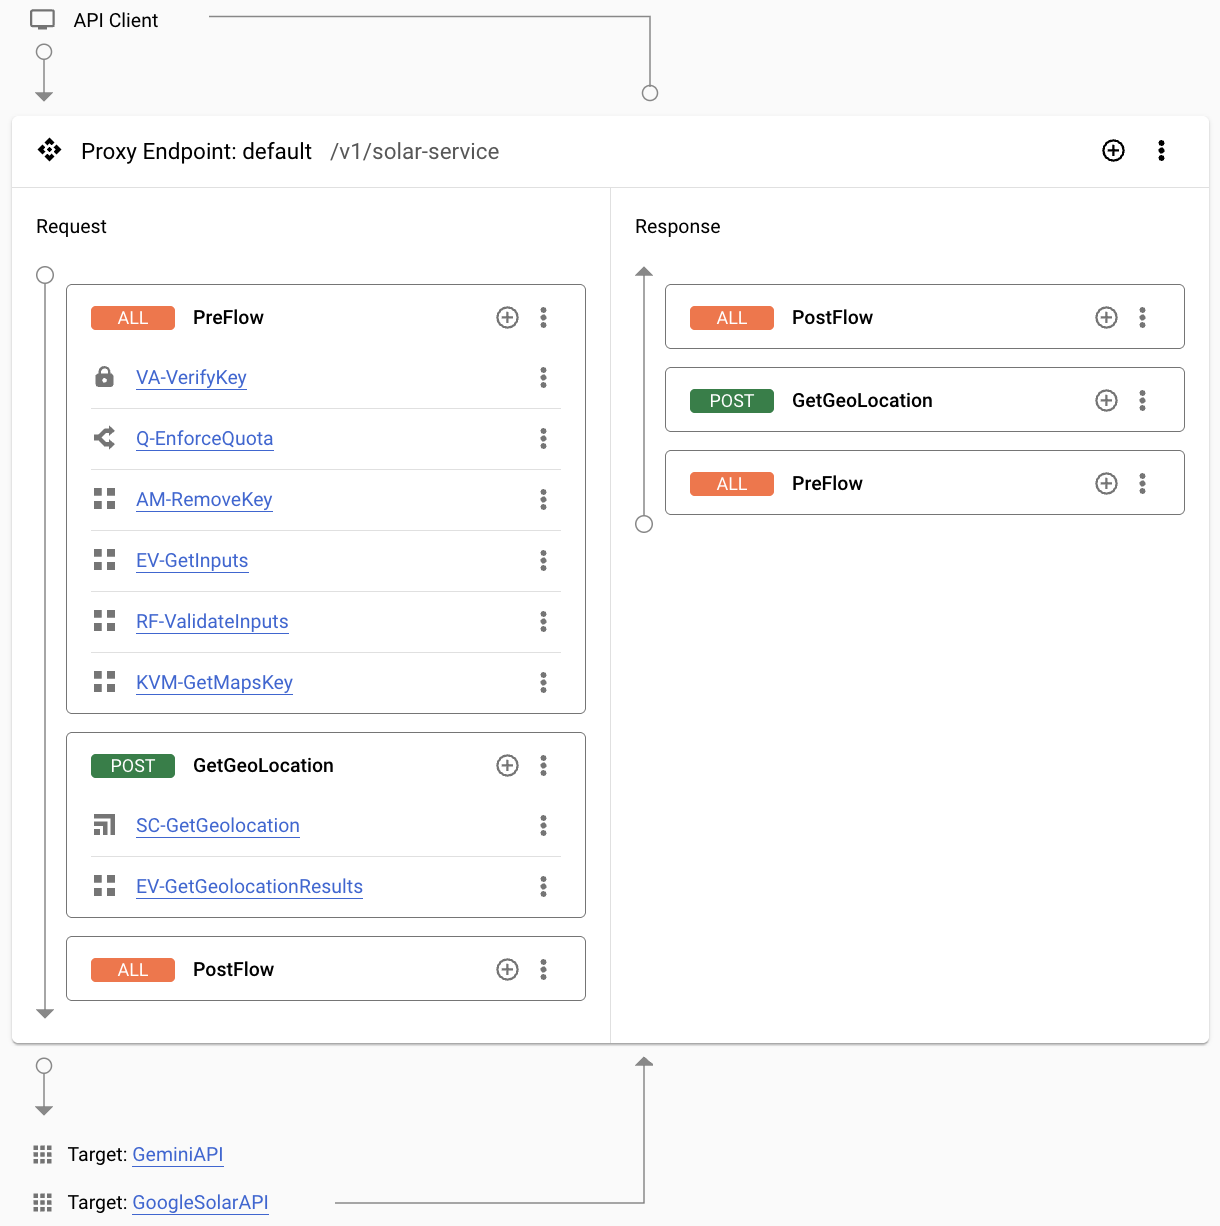 API Client
Proxy Endpoint: default /v1/solar-service
Request
ALL PreFlow
VA-VerifyKey
Q-EnforceQuota
AM-RemoveKey
EV-GetInputs
RF-ValidateInputs
KVM-GetMapsKey
POST GetGeoLocation
SC-GetGeolocation
EV-GetGeolocationResults
ALL PostFlow
Response
ALL PostFlow
POST GetGeoLocation
ALL PreFlow
Target: GeminiAPI
Target: GoogleSolarAPI